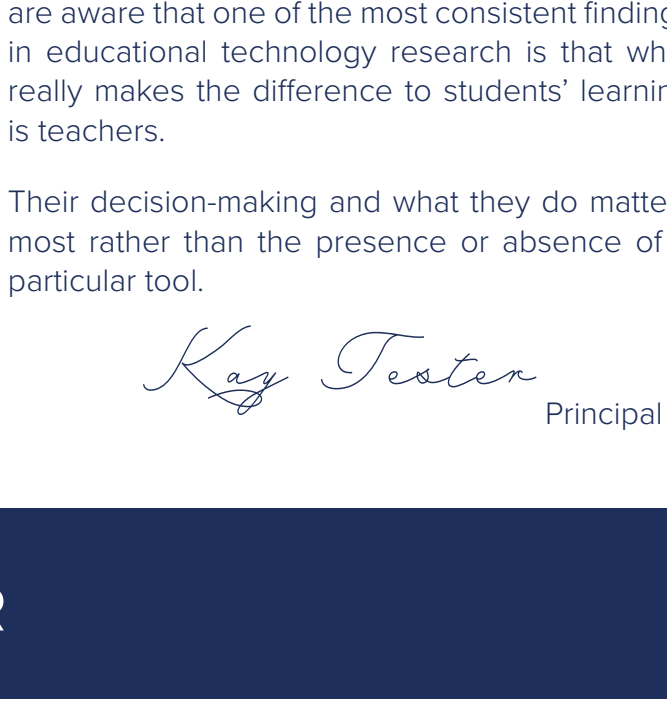 are aware that one of the most consistent finding
in educational technology research is that wh
really makes the difference to students’ learnin
is teachers.
Their decision-making and what they do matte
most rather than the presence or absence of
particular tool.
Kay Tester
Principal
R